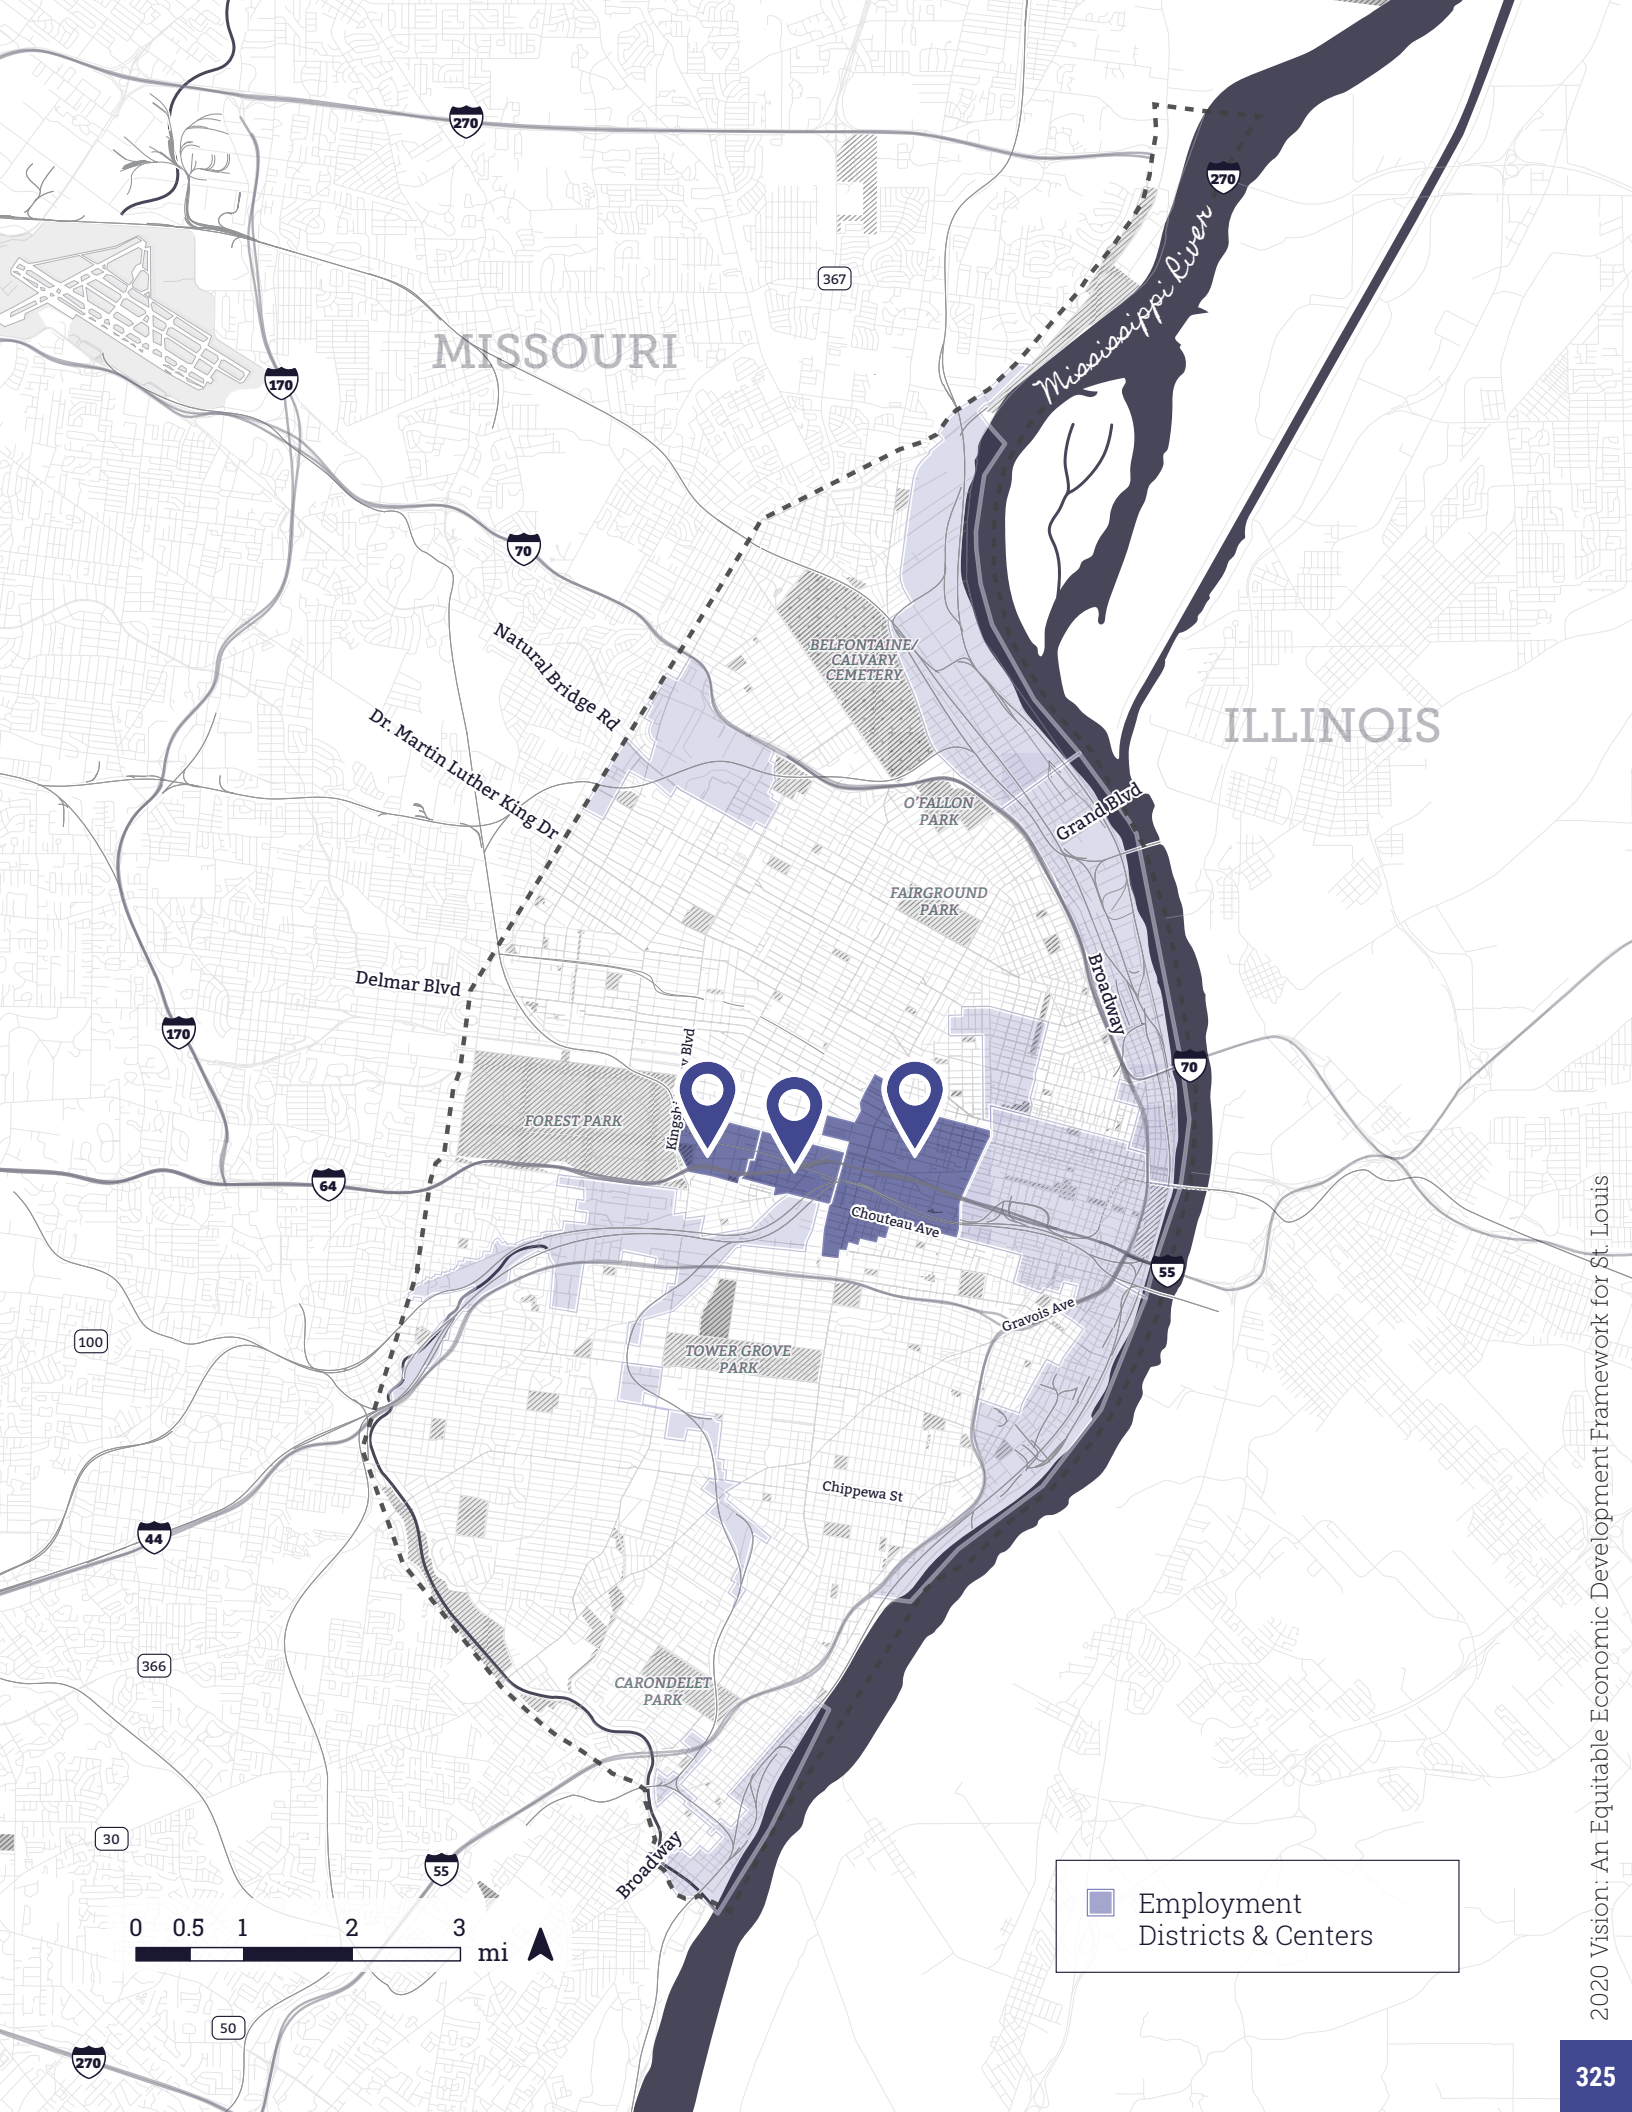 270
270
Mississippi River
367
MISSOURI
170
70
Natural Bridge Rd
BELFONTAINE/
CALVARY
CEMETERY
Dr. Martin Luther King Dr
ILLINOIS
O'FALLON
PARK
Grand Blvd
FAIRGROUND
PARK
Delmar Blvd
Broadway
170
70
Blvd
FOREST PARK
64
Chouteau Ave
55
Gravois Ave
100
TOWER GROVE
PARK
Chippewa St
44
366
CARONDELET
PARK
30
55
Broadway
0 0.5 1 2 3
mi
50
270
Employment
Districts & Centers
2020 Vision: An Equitable Economic Development Framework for St. Louis
325